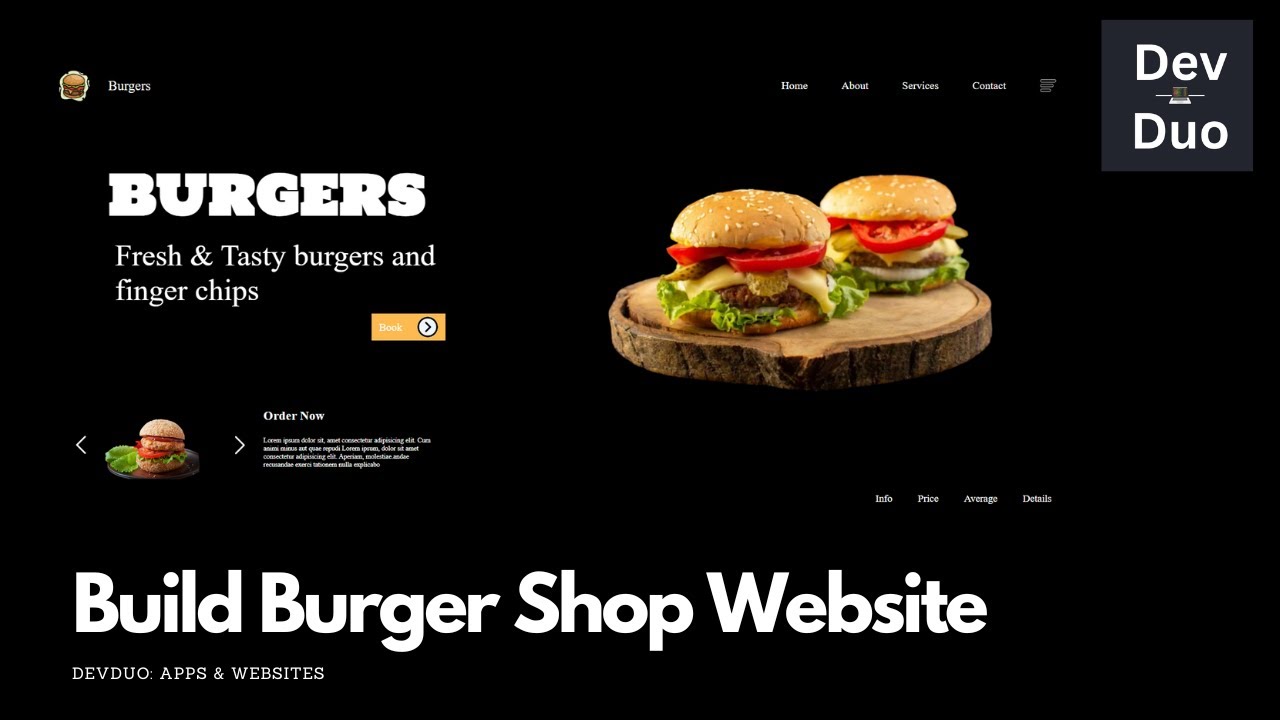 Burgers
Home
About
Services
Contact
Dev
Duo
BURGERS
Fresh & Tasty burgers and
finger chips
Book
Order Now
Lorem ipsum dolor sit, amet consectetur adipisicing elit. Cum
animi minus aut quae repudi Lorem ipsum, dolor sit amet
consectetur adipisicing elit. Aperiam, molestiae andae
recusandae exerci tationem nulla explicabo
Info
Price
Average
Details
Build Burger Shop Website
DEVDUO: APPS & WEBSITES